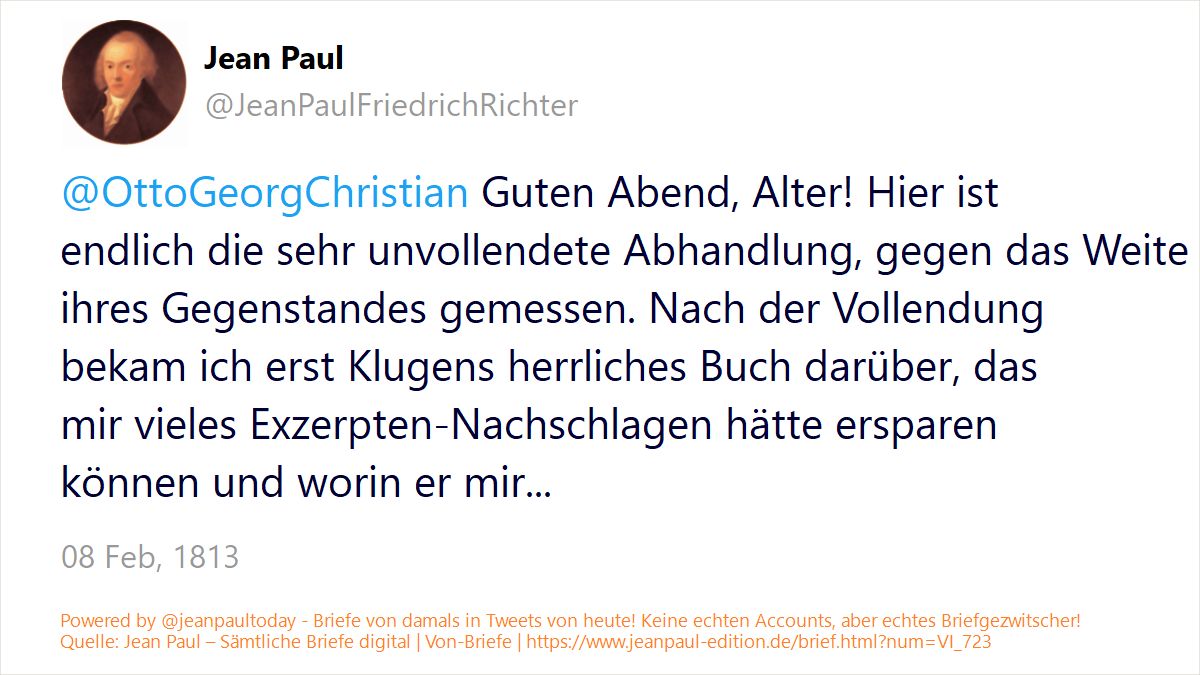 Jean Paul
@JeanPaulFriedrichRichter
@OttoGeorgChristian Guten Abend, Alter! Hier ist
endlich die sehr unvollendete Abhandlung, gegen das Weite
ihres Gegenstandes gemessen. Nach der Vollendung
bekam ich erst Klugens herrliches Buch darüber, das
mir vieles Exzerpten-Nachschlagen hätte ersparen
können und worin er mir...
08 Feb, 1813
Powered by @jeanpaultoday - Briefe von damals in Tweets von heute! Keine echten Accounts, aber echtes Briefgezwitscher!
Quelle: Jean Paul – Sämtliche Briefe digital | Von-Briefe | https://www.jeanpaul-edition.de/brief.html?num=VI_723